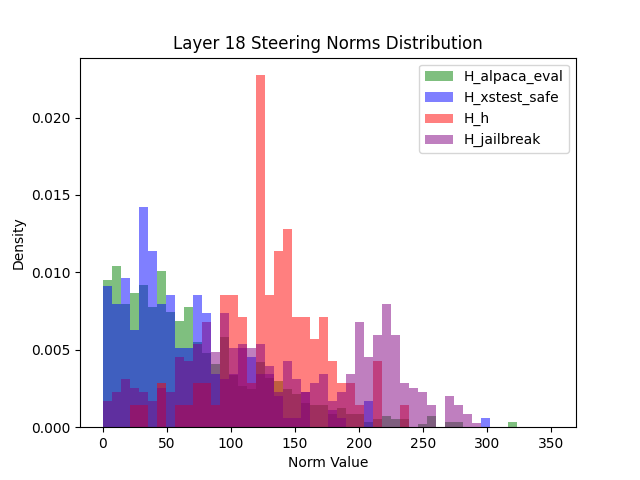 Layer 18 Steering Norms Distribution
H_alpaca_eval
H_xstest_safe
H_h
H_jailbreak
0.020
0.015
0.010
0.005
0.000
Density
0 50 100 150 200 250 300 350
Norm Value